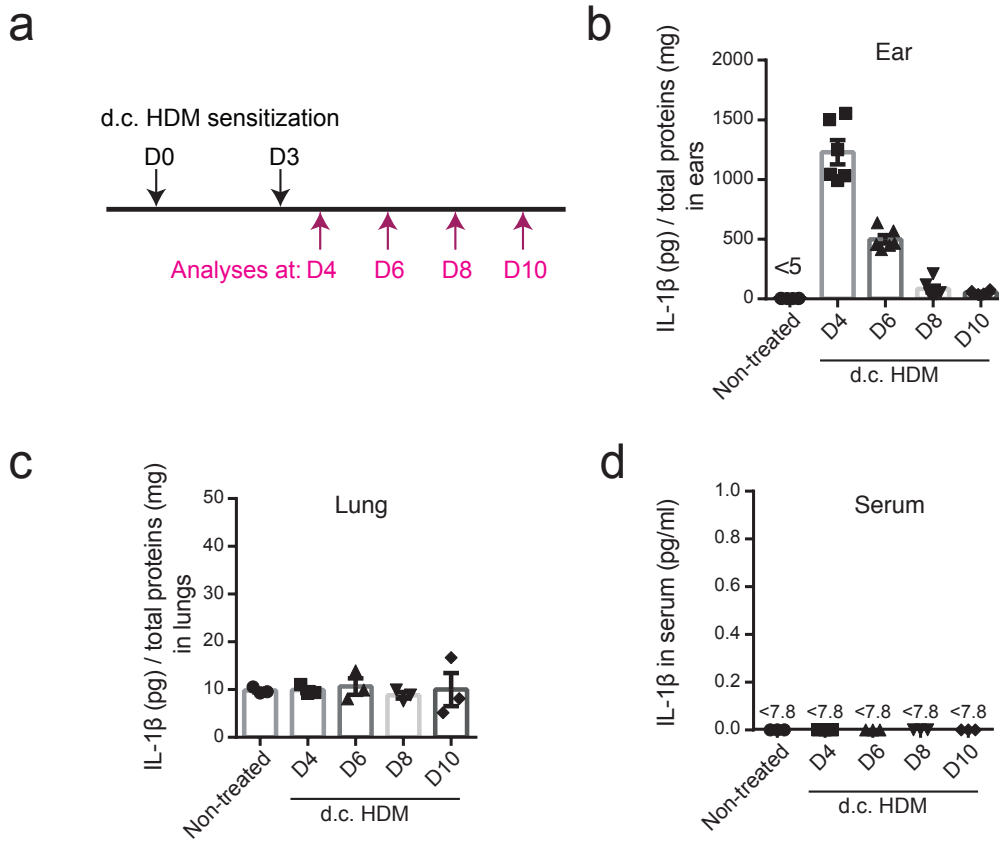 a
d.c. HDM sensitization
D0 D3
Analyses at: D4 D6 D8 D10
b
Ear
IL-1β (pg) / total proteins (mg)
in ears
2000
1500
1000
500
0
<5
Non-treated D4 D6 D8 D10
d.c. HDM
c
Lung
IL-1β (pg) / total proteins (mg)
in lungs
50
40
30
20
10
0
Non-treated D4 D6 D8 D10
d.c. HDM
d
Serum
IL-1β in serum (pg/ml)
1.0
0.8
0.6
0.4
0.2
0.0
<7.8 <7.8 <7.8 <7.8 <7.8
Non-treated D4 D6 D8 D10
d.c. HDM